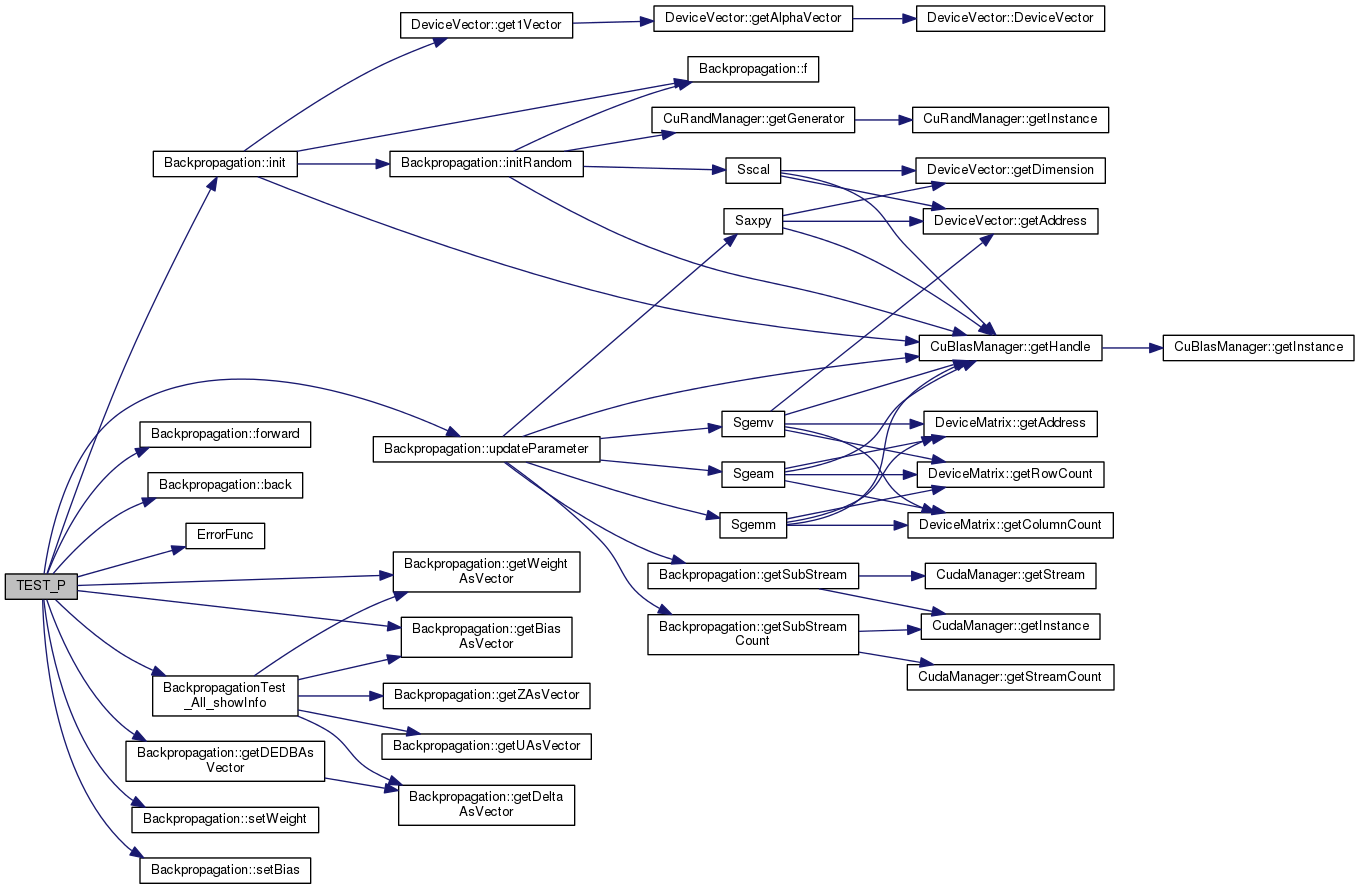 DeviceVector::get1Vector
DeviceVector::getAlphaVector
DeviceVector::DeviceVector
Backpropagation::f
CuRandManager::getGenerator
CuRandManager::getInstance
Backpropagation::init
Backpropagation::initRandom
Sscal
DeviceVector::getDimension
Saxpy
DeviceVector::getAddress
CuBlasManager::getHandle
CuBlasManager::getInstance
Backpropagation::forward
Backpropagation::updateParameter
Sgemv
DeviceMatrix::getAddress
Backpropagation::back
Sgeam
DeviceMatrix::getRowCount
ErrorFunc
Sgemm
DeviceMatrix::getColumnCount
TEST_P
Backpropagation::getWeight
AsVector
Backpropagation::getSubStream
CudaManager::getStream
Backpropagation::getBias
AsVector
Backpropagation::getSubStream
Count
CudaManager::getInstance
CudaManager::getStreamCount
BackpropagationTest
_All_showInfo
Backpropagation::getZAsVector
Backpropagation::getUAsVector
Backpropagation::getDEDBAs
Vector
Backpropagation::getDelta
AsVector
Backpropagation::setWeight
Backpropagation::setBias